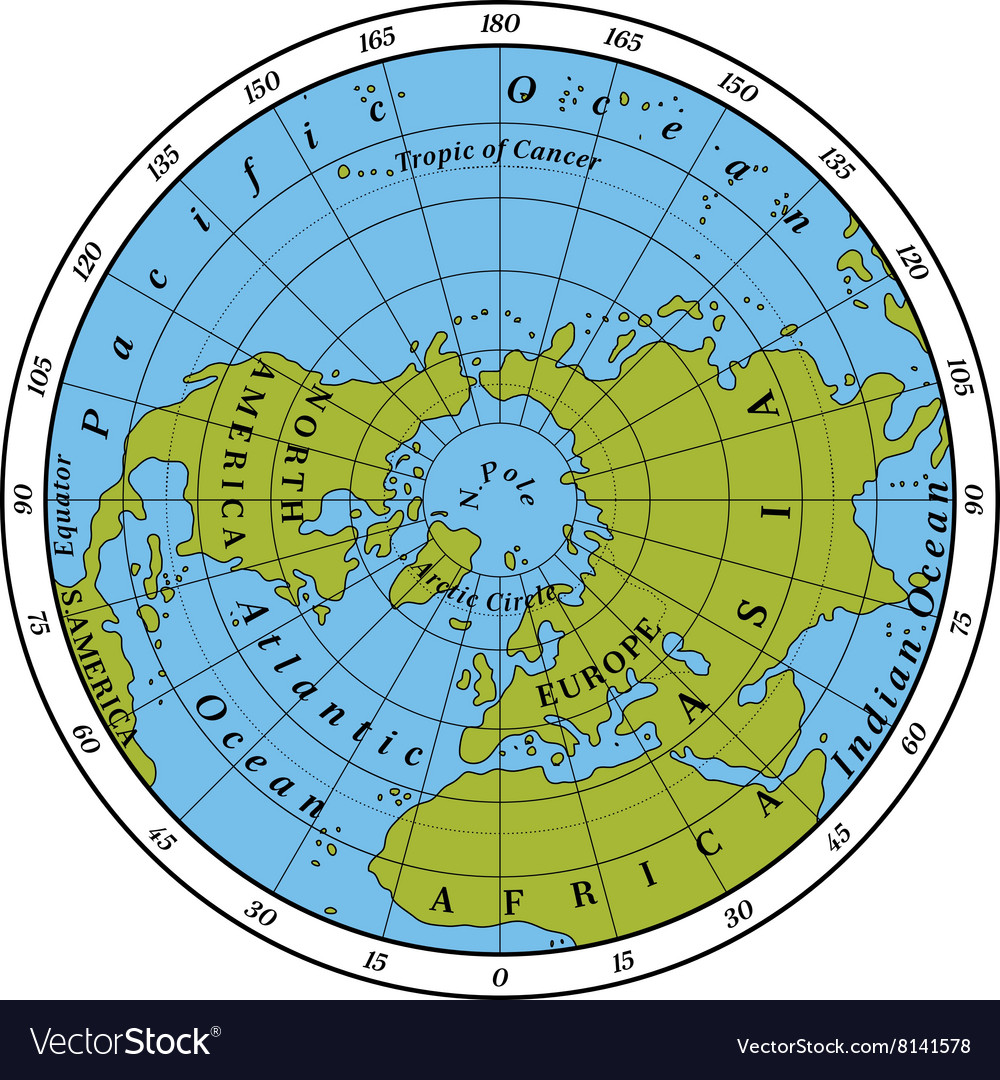 180
165
150
135
120
105
90
75
60
45
30
15
0
15
30
45
60
75
90
105
120
135
150
165
Pacific Ocean
Tropic of Cancer
NORTH
AMERICA
N. Pole
Arctic Circle
Equator
S. AMERICA
Atlantic
Ocean
EUROPE
ASIA
AFRICA
Indian Ocean
VectorStock®
VectorStock.com/8141578